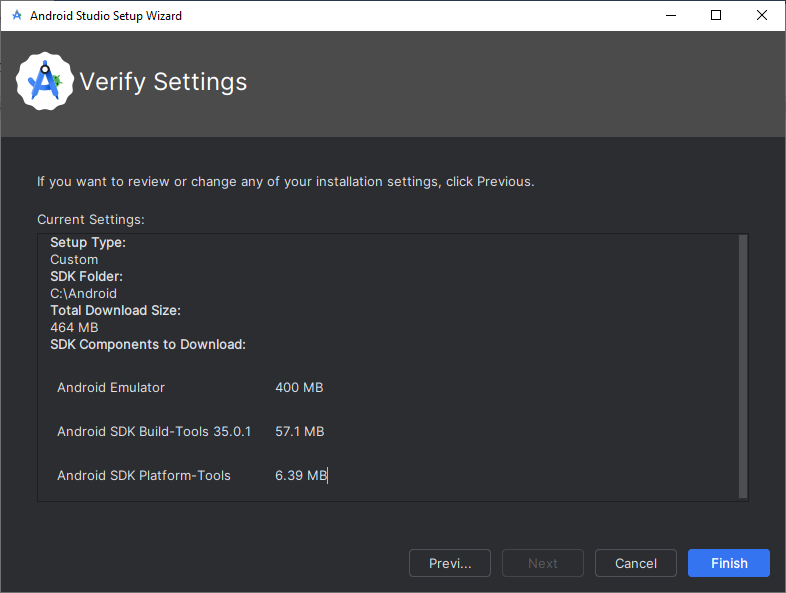 Android Studio Setup Wizard
Verify Settings
If you want to review or change any of your installation settings, click Previous.
Current Settings:
Setup Type:
Custom
SDK Folder:
C:\Android
Total Download Size:
464 MB
SDK Components to Download:
Android Emulator 400 MB
Android SDK Build-Tools 35.0.1 57.1 MB
Android SDK Platform-Tools 6.39 MB
Previ... Next Cancel Finish